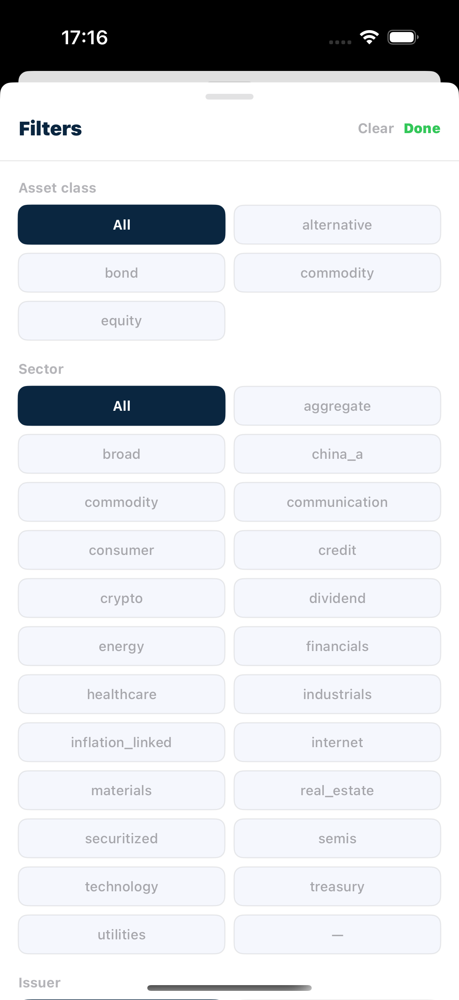 17:16
Filters Clear Done
Asset class
All alternative
bond commodity
equity
Sector
All aggregate
broad china_a
commodity communication
consumer credit
crypto dividend
energy financials
healthcare industrials
inflation_linked internet
materials real_estate
securitized semis
technology treasury
utilities —
Issuer